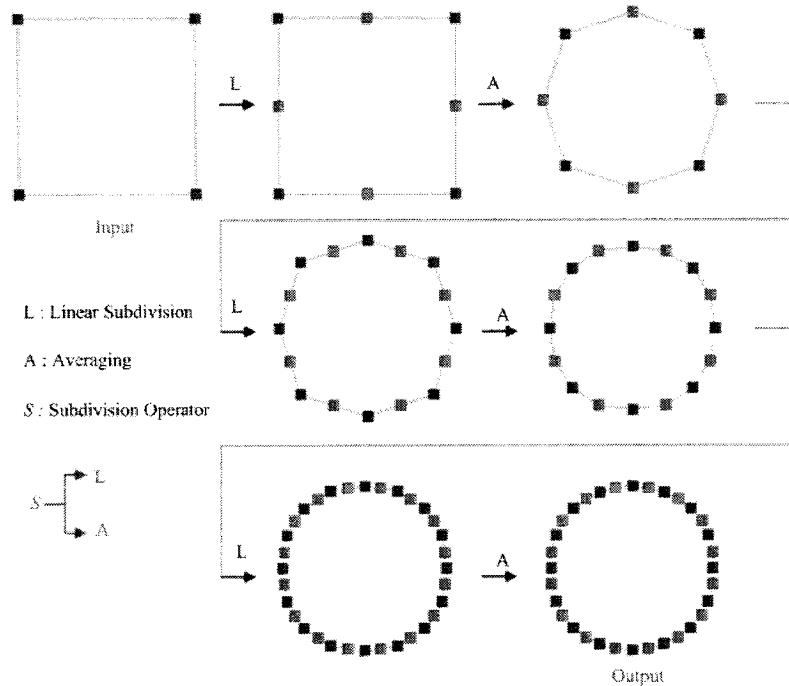 L
A
Input
L
A
L : Linear Subdivision
A : Averaging
S : Subdivision Operator
S
L
A
L
A
Output